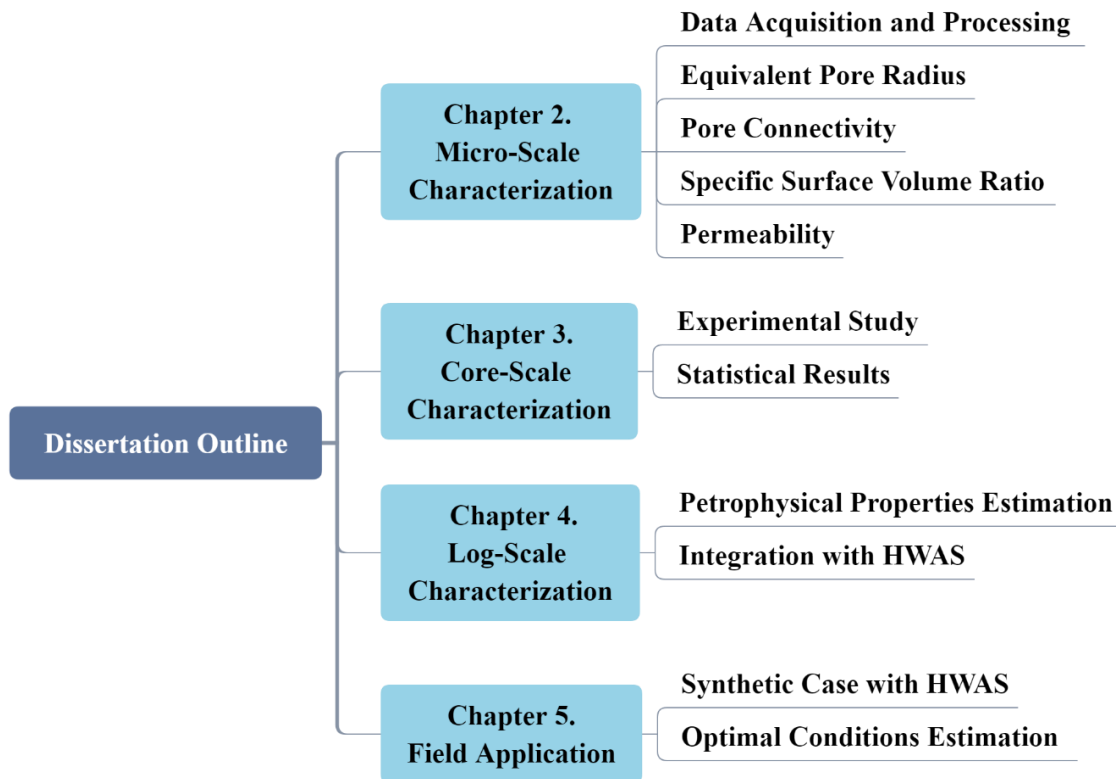 Dissertation Outline
Chapter 2.
Micro-Scale
Characterization
Data Acquisition and Processing
Equivalent Pore Radius
Pore Connectivity
Specific Surface Volume Ratio
Permeability
Chapter 3.
Core-Scale
Characterization
Experimental Study
Statistical Results
Chapter 4.
Log-Scale
Characterization
Petrophysical Properties Estimation
Integration with HWAS
Chapter 5.
Field Application
Synthetic Case with HWAS
Optimal Conditions Estimation